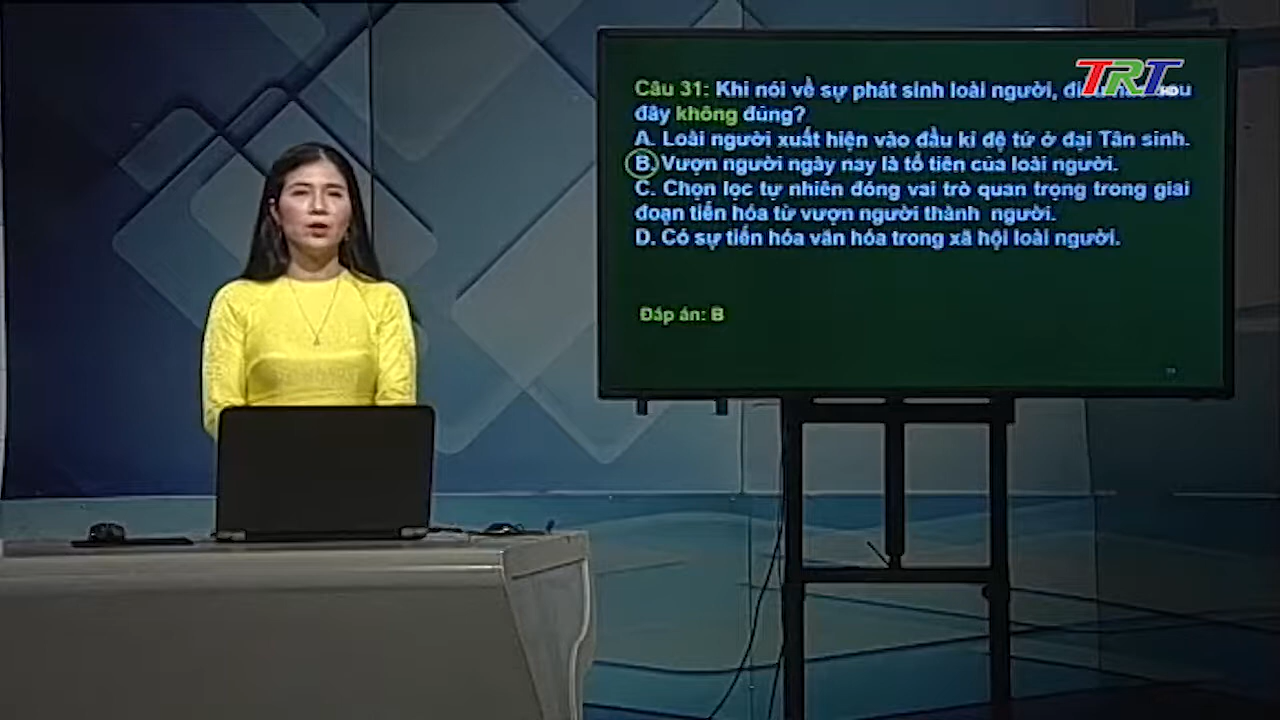 TRT HD
Câu 31: Khi nói về sự phát sinh loài người,
đây không đúng?
A. Loài người xuất hiện vào đầu kỉ đệ tứ ở đại Tân sinh.
B. Vượn người ngày nay là tổ tiên của loài người.
C. Chọn lọc tự nhiên đóng vai trò quan trọng trong giai
đoạn tiến hóa từ vượn người thành người.
D. Có sự tiến hóa văn hóa trong xã hội loài người.
Đáp án: B